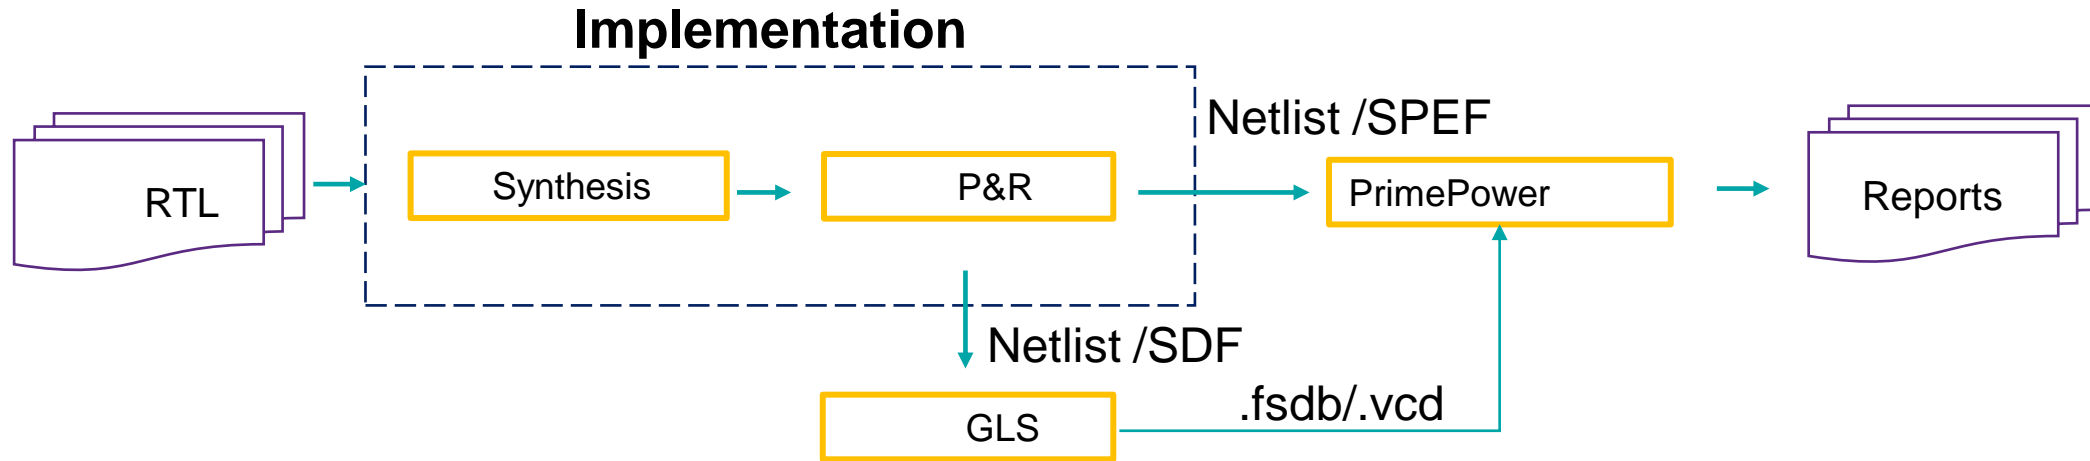 Implementation
Netlist /SPEF
RTL
Synthesis
P&R
PrimePower
Reports
Netlist /SDF
.fsdb/.vcd
GLS